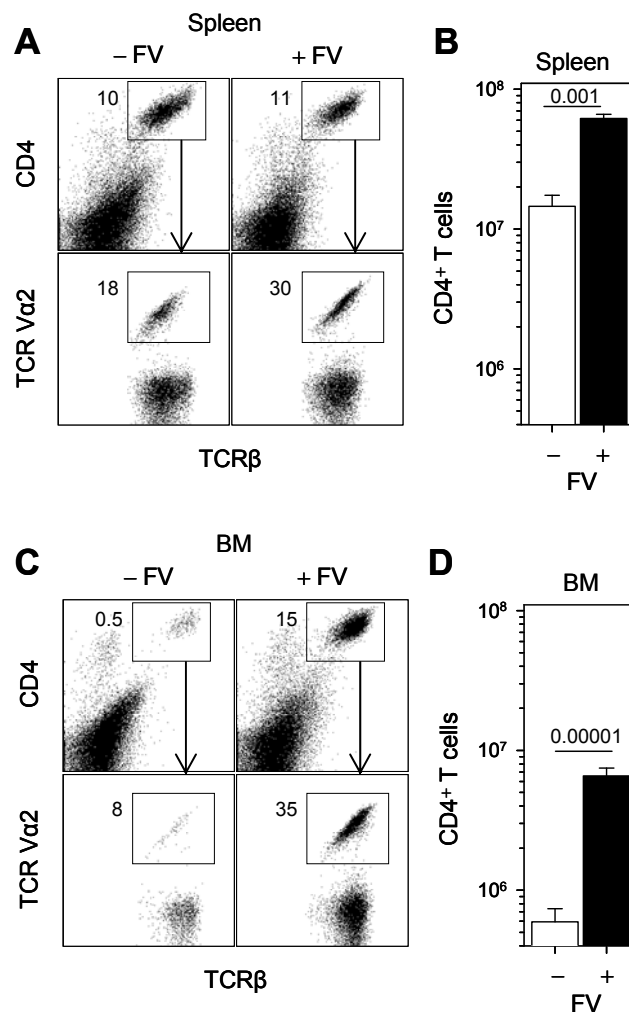 A
Spleen
– FV
+ FV
10
11
CD4
18
30
TCR Vα2
TCRβ
B
Spleen
0.001
10⁸
10⁷
10⁶
CD4⁺ T cells
–
+
FV
C
BM
– FV
+ FV
0.5
15
CD4
8
35
TCR Vα2
TCRβ
D
BM
10⁸
0.00001
10⁷
10⁶
CD4⁺ T cells
–
+
FV